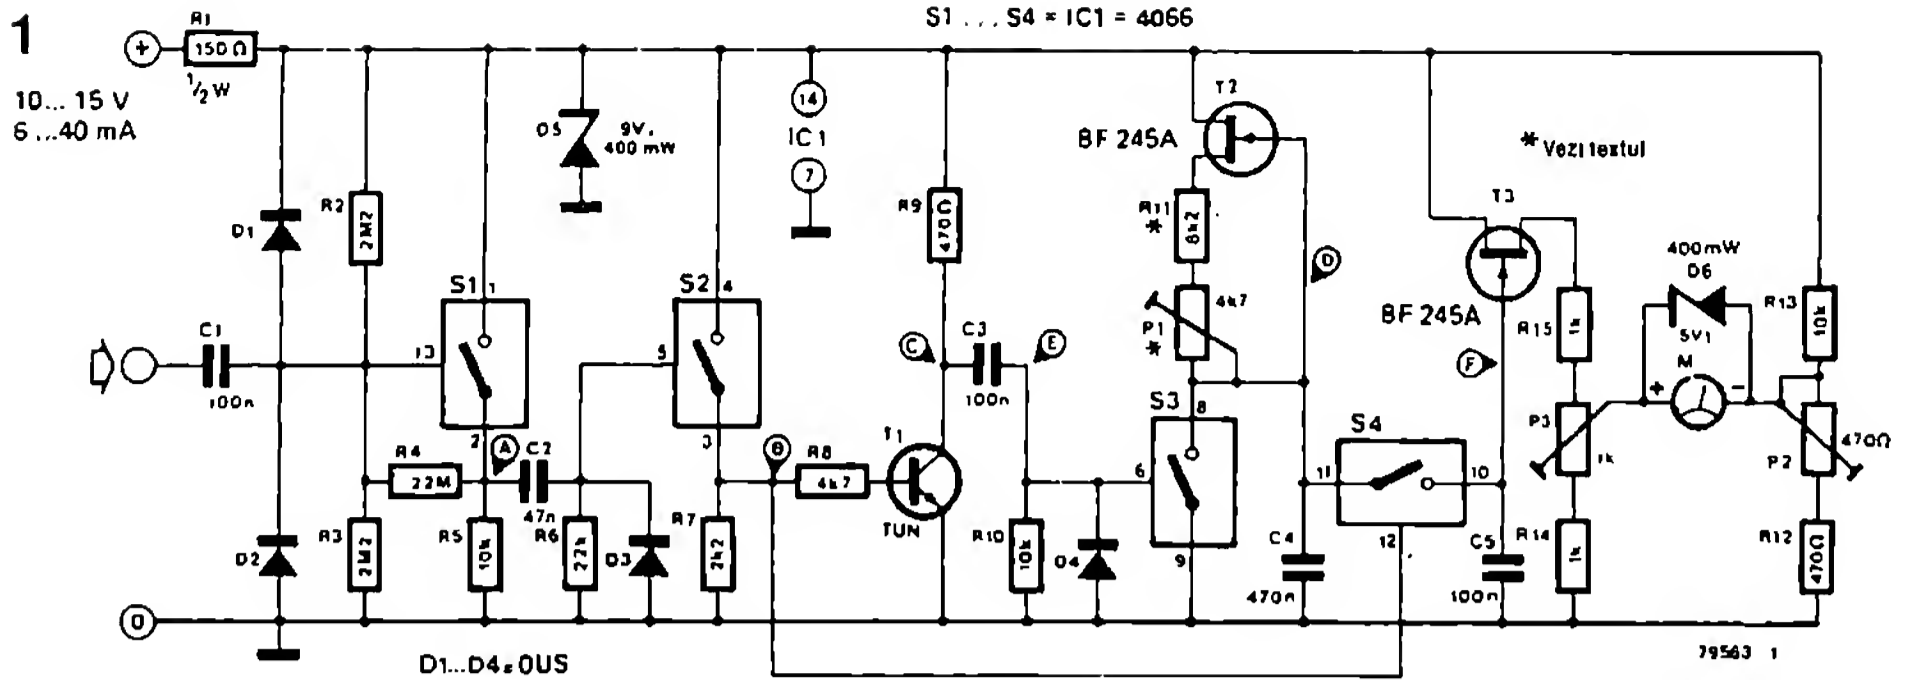 1
S1 ... S4 = IC1 = 4066
+
R1
150Ω
½W
10... 15 V
6 ...40 mA
D5
9V.
400 mW
14
IC1
7
T2
BF 245A
* Vezi textul
T3
BF 245A
400mW
D6
5V1
M
+
-
D1
R2
2M2
S1
1
13
2
S2
4
5
3
R9
470Ω
R11
*
8k2
P1
*
4k7
D
C
C3
100n
E
F
R15
1k
R13
10k
C1
100n
A
C2
47n
R4
22M
B
R8
4k7
T1
TUN
S3
8
6
9
S4
11
10
12
P3
1k
P2
470Ω
D2
R3
2M2
R5
10k
R6
22k
D3
R7
2k2
R10
10k
D4
C4
470n
C5
100n
R14
1k
R12
470Ω
0
D1...D4=DUS
79563 1